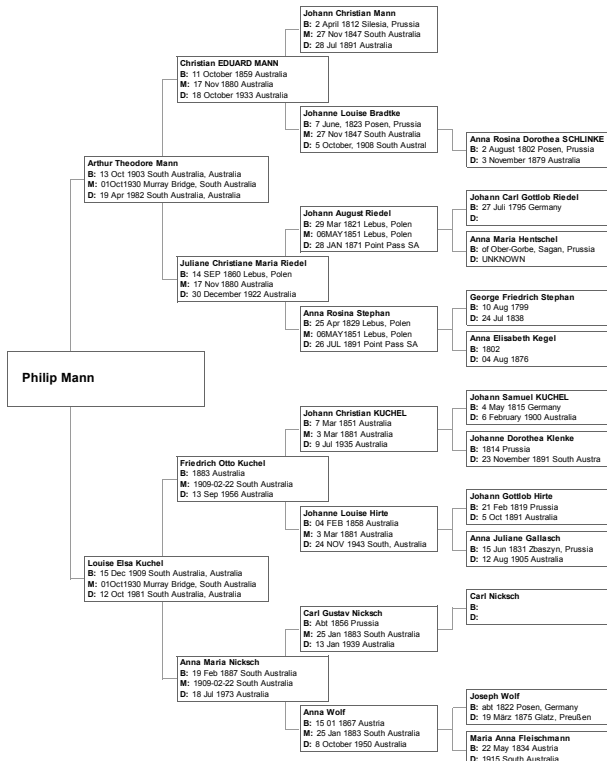 Johann Christian Mann
B: 2 April 1812 Silesia, Prussia
M: 27 Nov 1847 South Australia
D: 28 Jul 1891 Australia
Christian EDUARD MANN
B: 11 October 1859 Australia
M: 17 Nov 1880 Australia
D: 18 October 1933 Australia
Johanne Louise Bradtke
B: 7 June, 1823 Posen, Prussia
M: 27 Nov 1847 South Australia
D: 5 October, 1908 South Austral
Anna Rosina Dorothea SCHLINKE
B: 2 August 1802 Posen, Prussia
D: 3 November 1879 Australia
Arthur Theodore Mann
B: 13 Oct 1903 South Australia, Australia
M: 01Oct1930 Murray Bridge, South Australia
D: 19 Apr 1982 South Australia, Australia
Johann August Riedel
B: 29 Mar 1821 Lebus, Polen
M: 06MAY1851 Lebus, Polen
D: 28 JAN 1871 Point Pass SA
Johann Carl Gottlob Riedel
B: 27 Juli 1795 Germany
D:
Anna Maria Hentschel
B: of Ober-Gorbe, Sagan, Prussia
D: UNKNOWN
Juliane Christiane Maria Riedel
B: 14 SEP 1860 Lebus, Polen
M: 17 Nov 1880 Australia
D: 30 December 1922 Australia
Anna Rosina Stephan
B: 25 Apr 1829 Lebus, Polen
M: 06MAY1851 Lebus, Polen
D: 26 JUL 1891 Point Pass SA
George Friedrich Stephan
B: 10 Aug 1799
D: 24 Jul 1838
Anna Elisabeth Kegel
B: 1802
D: 04 Aug 1876
Philip Mann
Johann Christian KUCHEL
B: 7 Mar 1851 Australia
M: 3 Mar 1881 Australia
D: 9 Jul 1935 Australia
Johann Samuel KUCHEL
B: 4 May 1815 Germany
D: 6 February 1900 Australia
Johanne Dorothea Klenke
B: 1814 Prussia
D: 23 November 1891 South Austra
Friedrich Otto Kuchel
B: 1883 Australia
M: 1909-02-22 South Australia
D: 13 Sep 1956 Australia
Johanne Louise Hirte
B: 04 FEB 1858 Australia
M: 3 Mar 1881 Australia
D: 24 NOV 1943 South, Australia
Johann Gottlob Hirte
B: 21 Feb 1819 Prussia
D: 5 Oct 1891 Australia
Anna Juliane Gallasch
B: 15 Jun 1831 Zbaszyn, Prussia
D: 12 Aug 1905 Australia
Louise Elsa Kuchel
B: 15 Dec 1909 South Australia, Australia
M: 01Oct1930 Murray Bridge, South Australia
D: 12 Oct 1981 South Australia, Australia
Carl Gustav Nicksch
B: Abt 1856 Prussia
M: 25 Jan 1883 South Australia
D: 13 Jan 1939 Australia
Carl Nicksch
B:
D:
Anna Maria Nicksch
B: 19 Feb 1887 South Australia
M: 1909-02-22 South Australia
D: 18 Jul 1973 Australia
Anna Wolf
B: 15 01 1867 Austria
M: 25 Jan 1883 South Australia
D: 8 October 1950 Australia
Joseph Wolf
B: abt 1822 Posen, Germany
D: 19 März 1875 Glatz, Preußen
Maria Anna Fleischmann
B: 22 May 1834 Austria
D: 1915 South Australia